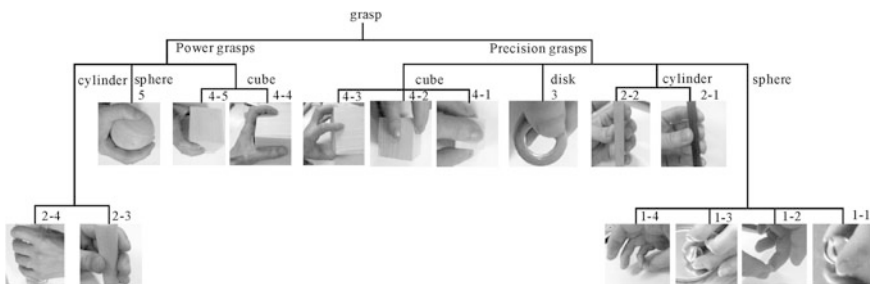 grasp
Power grasps
Precision grasps
cylinder
sphere
cube
cube
disk
cylinder
sphere
5
4-5
4-4
4-3
4-2
4-1
3
2-2
2-1
2-4
2-3
1-4
1-3
1-2
1-1